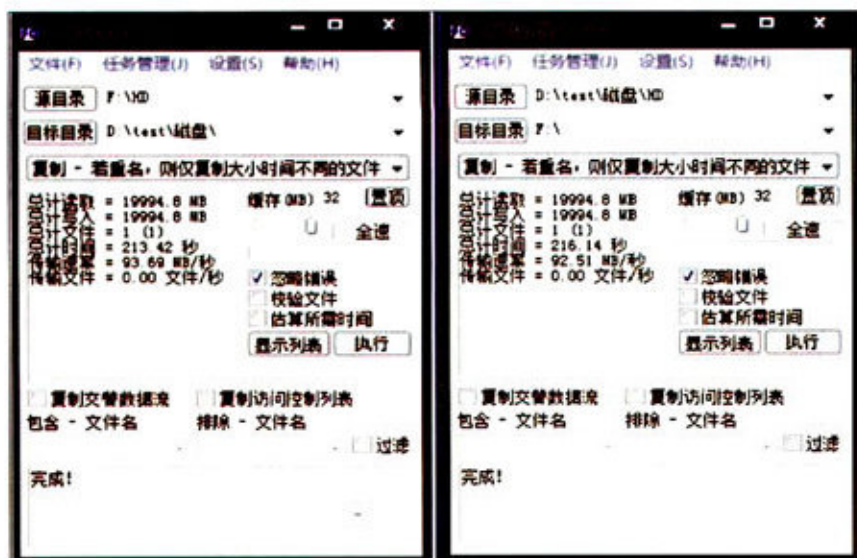 文件(F) 任务管理(J) 设置(S) 帮助(H)
源目录 F:\HD
目标目录 D:\test\磁盘\
复制 - 若重名，则仅复制大小时间不同的文件
总计读取 = 19994.8 MB
总计写入 = 19994.8 MB
总计文件 = 1 (1)
总计时间 = 213.42 秒
传输速率 = 93.69 MB/秒
传输文件 = 0.00 文件/秒
缓存(MB) 32 置顶
全速
忽略错误
校验文件
估算所需时间
显示列表 执行
复制交替数据流 复制访问控制列表
包含 - 文件名 排除 - 文件名
过滤
完成!
文件(F) 任务管理(J) 设置(S) 帮助(H)
源目录 D:\test\磁盘\HD
目标目录 F:\
复制 - 若重名，则仅复制大小时间不同的文件
总计读取 = 19994.8 MB
总计写入 = 19994.8 MB
总计文件 = 1 (1)
总计时间 = 216.14 秒
传输速率 = 92.51 MB/秒
传输文件 = 0.00 文件/秒
缓存(MB) 32 置顶
全速
忽略错误
校验文件
估算所需时间
显示列表 执行
复制交替数据流 复制访问控制列表
包含 - 文件名 排除 - 文件名
过滤
完成!